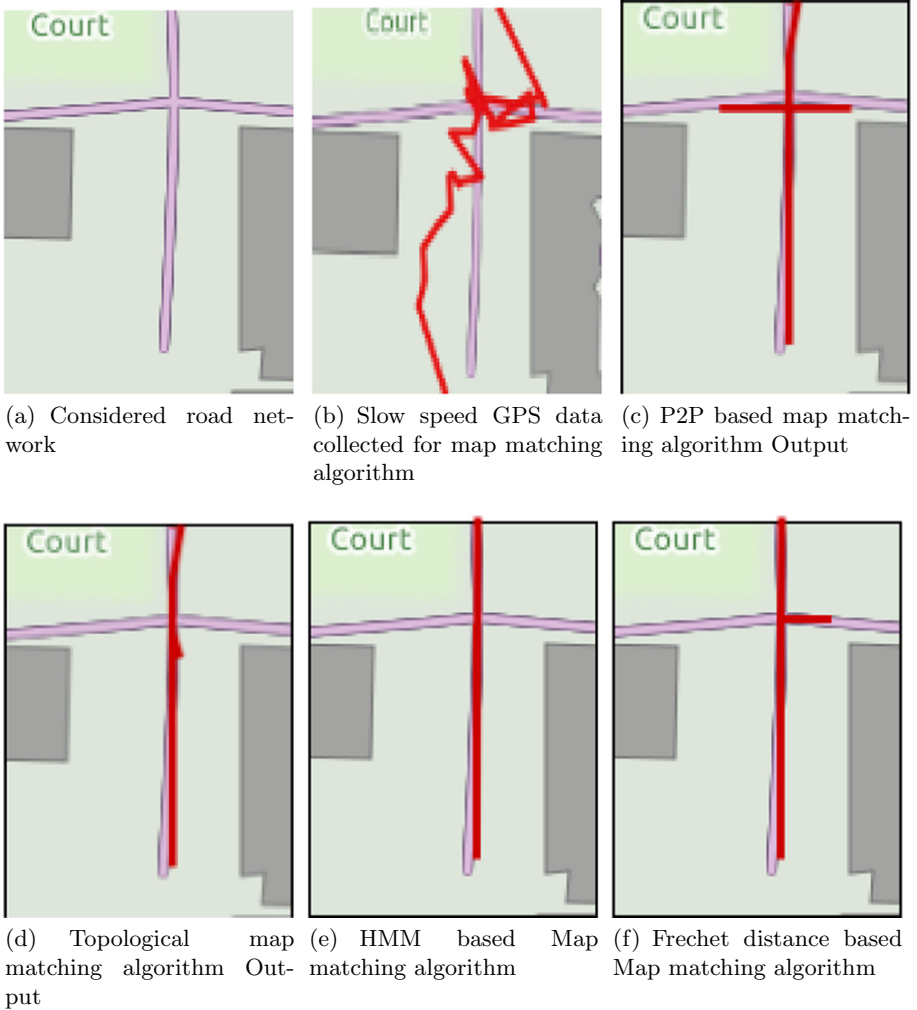 Court
Court
Court
(a) Considered road net-
work
(b) Slow speed GPS data
collected for map matching
algorithm
(c) P2P based map match-
ing algorithm Output
Court
Court
Court
(d) Topological map
matching algorithm Out-
put
(e) HMM based Map
matching algorithm
(f) Frechet distance based
Map matching algorithm